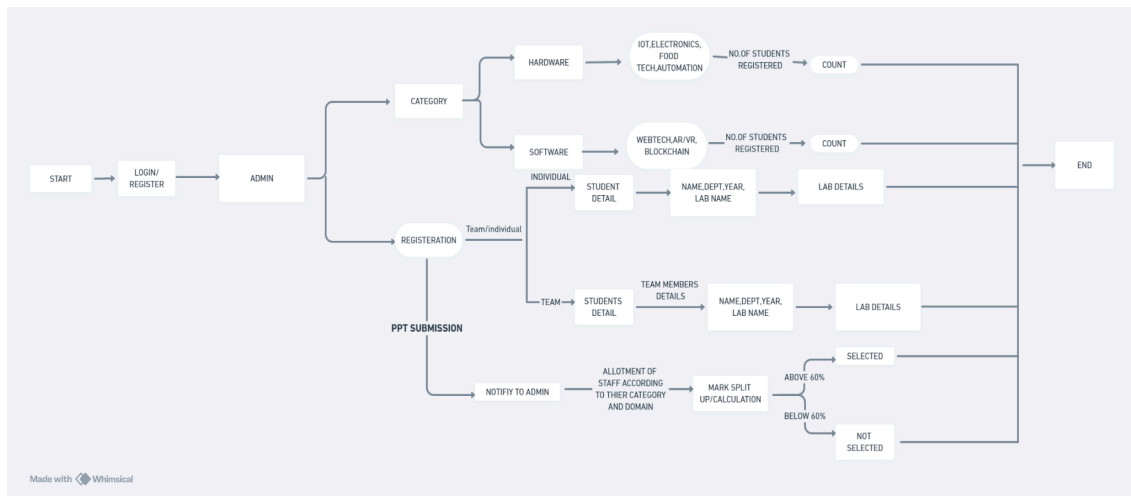 START
LOGIN/
REGISTER
ADMIN
CATEGORY
HARDWARE
IOT,ELECTRONICS,
FOOD
TECH,AUTOMATION
NO.OF STUDENTS
REGISTERED
COUNT
SOFTWARE
WEBTECH,AR/VR,
BLOCKCHAIN
NO.OF STUDENTS
REGISTERED
COUNT
END
REGISTERATION
Team/individual
INDIVIDUAL
STUDENT
DETAIL
NAME,DEPT,YEAR,
LAB NAME
LAB DETAILS
TEAM
STUDENTS
DETAIL
TEAM MEMBERS
DETAILS
NAME,DEPT,YEAR,
LAB NAME
LAB DETAILS
PPT SUBMISSION
NOTIFIY TO ADMIN
ALLOTMENT OF
STAFF ACCORDING
TO THIER CATEGORY
AND DOMAIN
MARK SPLIT
UP/CALCULATION
ABOVE 60%
SELECTED
BELOW 60%
NOT
SELECTED
Made with Whimsical